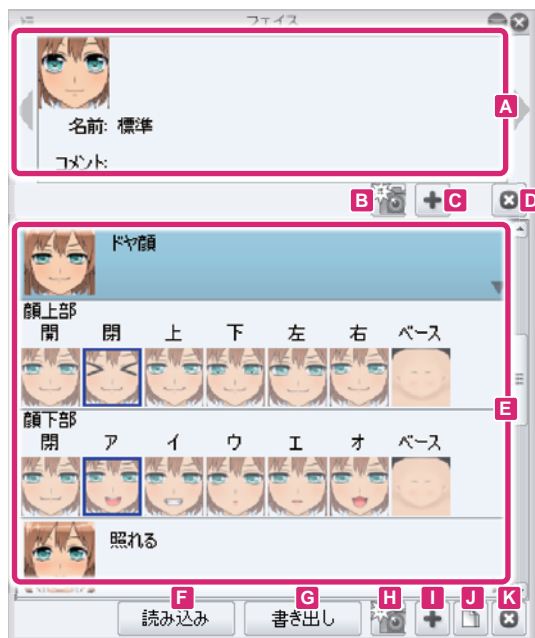 フェイス
A
名前: 標準
コメント:
B
C
D
ドヤ顔
顔上部
開 閉 上 下 左 右 ベース
E
顔下部
閉 ア イ ウ エ オ ベース
照れる
F G H I J K
読み込み 書き出し